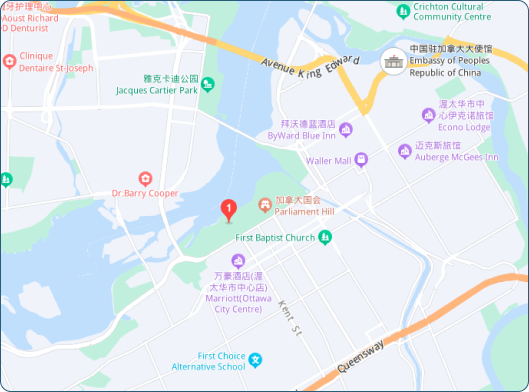 牙护理中心
Aoust Richard
D Denturist
Crichton Cultural
Community Centre
Clinique
Dentaire St-Joseph
Avenue King Edward
中国驻加拿大大使馆
Embassy of Peoples
Republic of China
雅克卡迪公园
Jacques Cartier Park
渥太华市中
心伊克诺旅馆
Econo Lodge
拜沃德蓝酒店
ByWard Blue Inn
迈克斯旅馆
Auberge McGees Inn
Waller Mall
Dr.Barry Cooper
加拿大国会
Parliament Hill
1
First Baptist Church
万豪酒店(渥
太华市中心店)
Marriott(Ottawa
City Centre)
Kent St
First Choice
Alternative School
Queensway